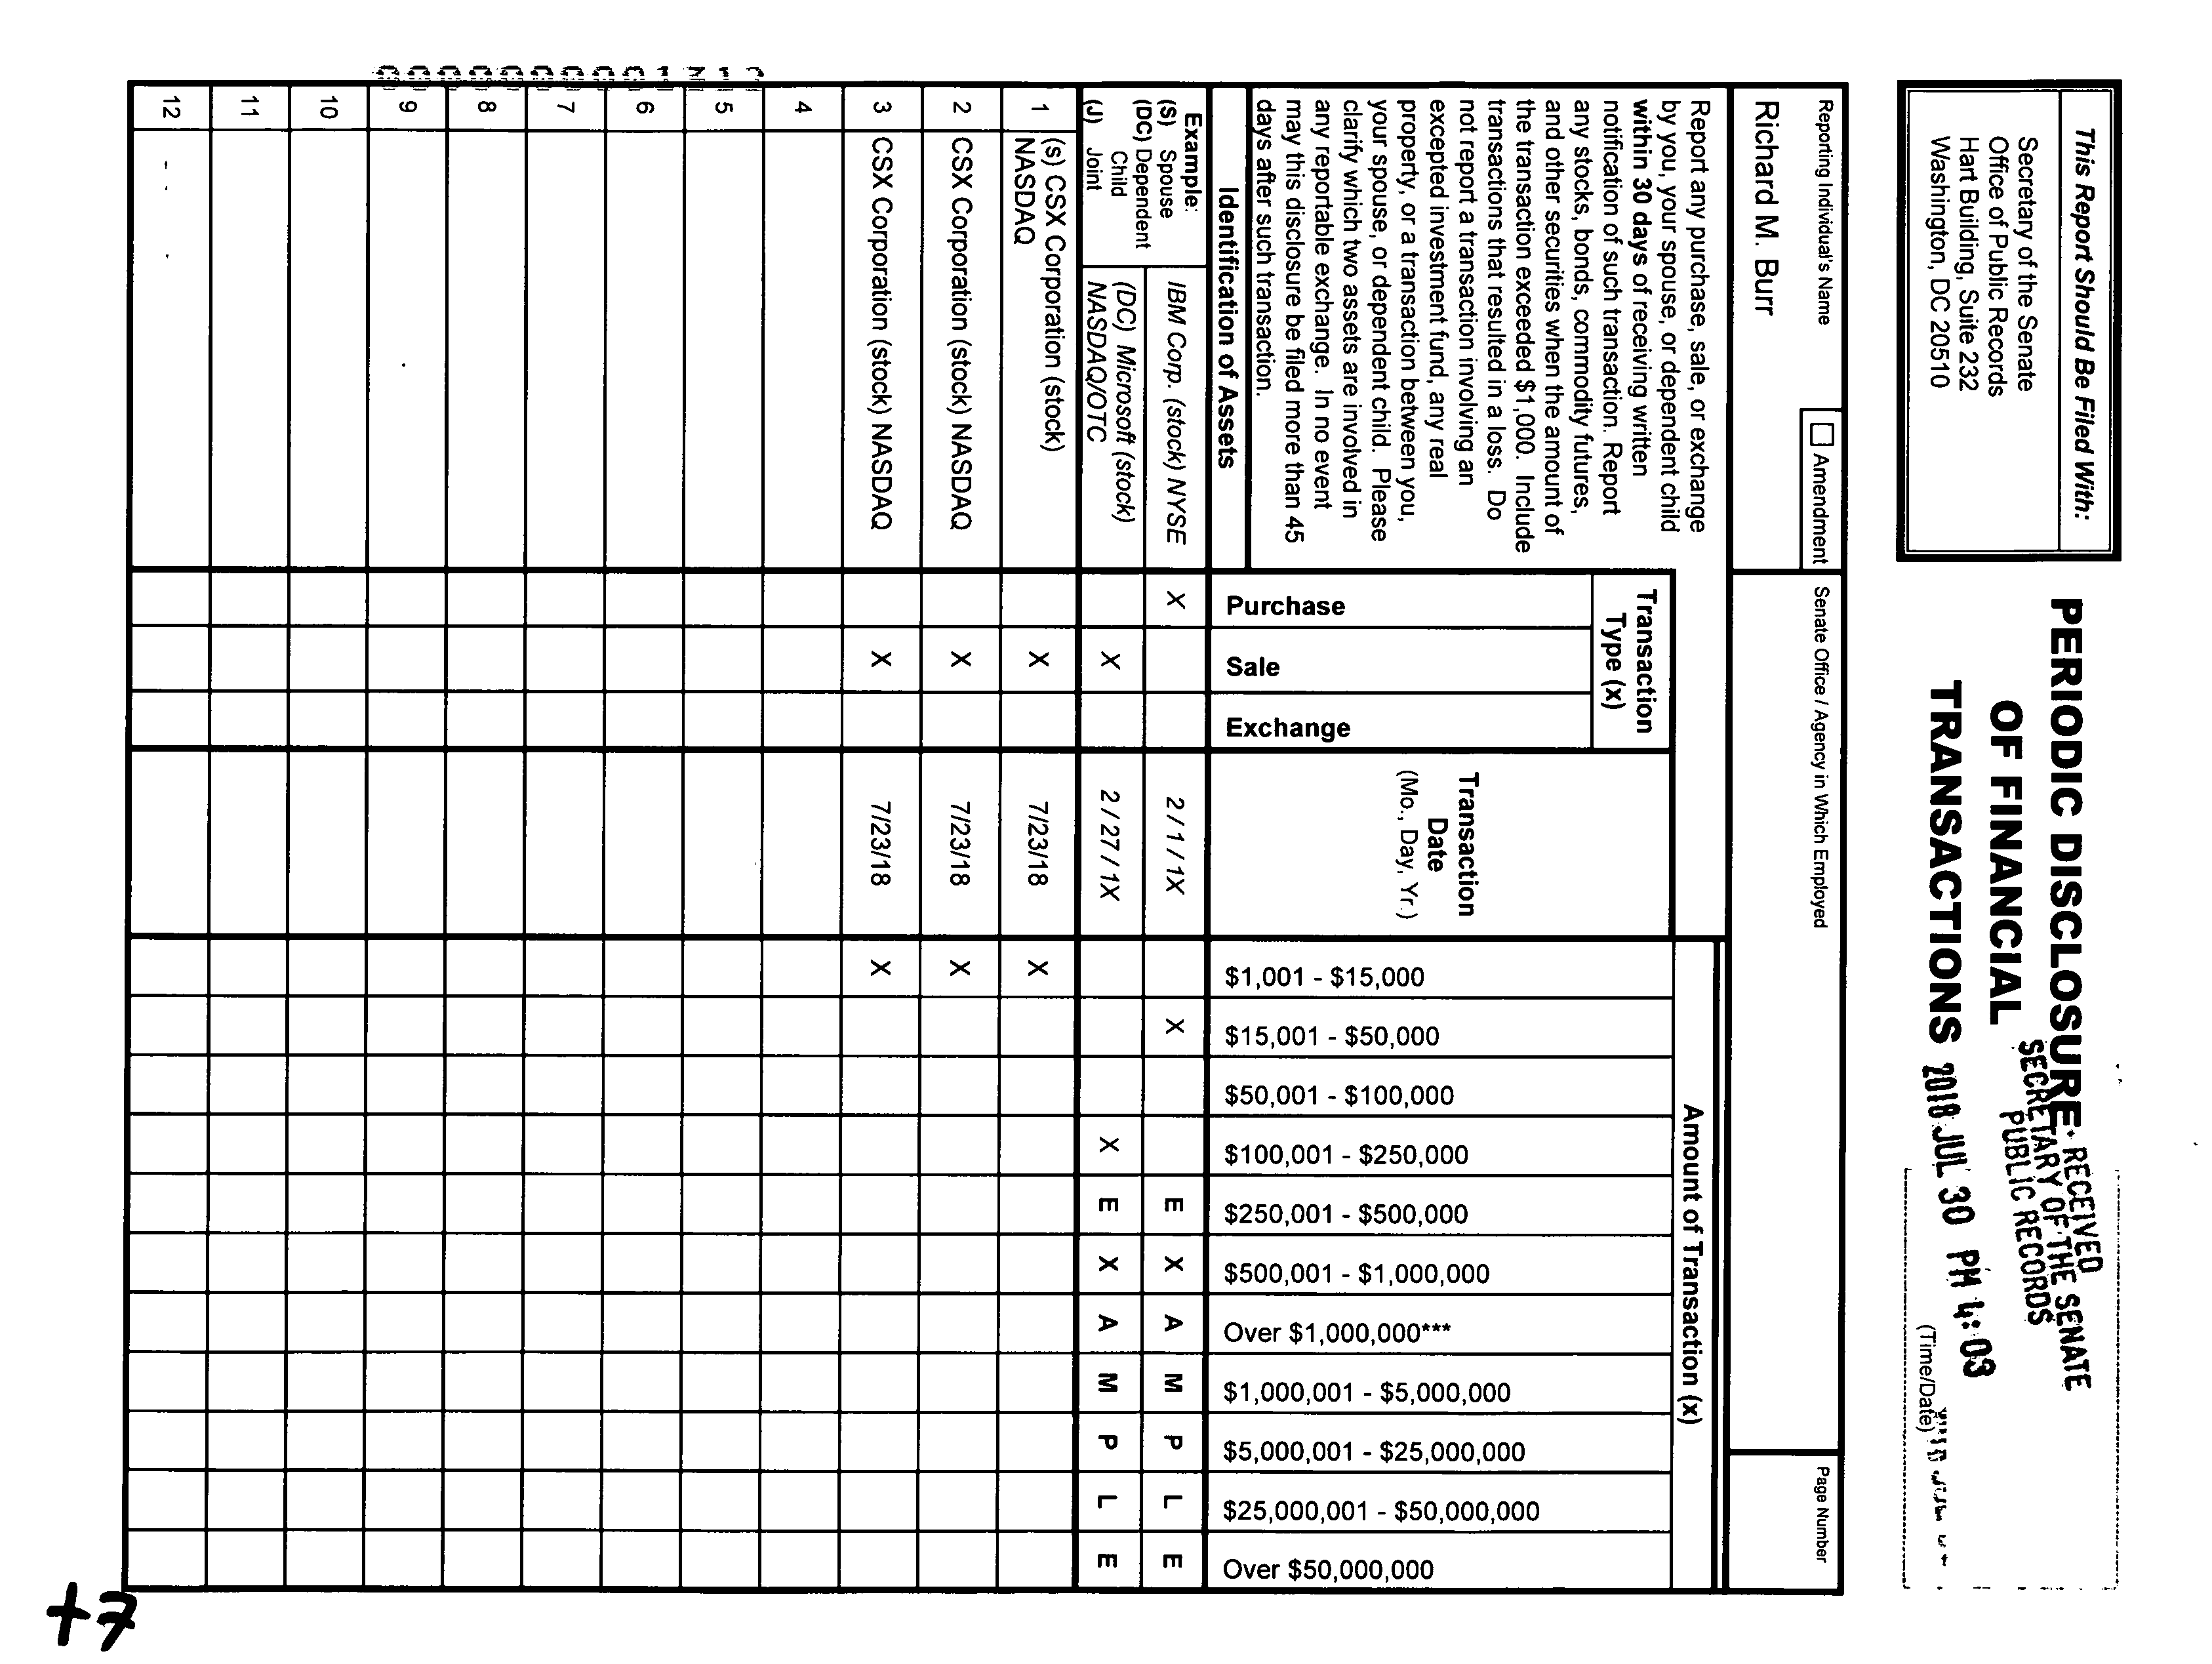 This Report Should Be Filed With:
Secretary of the Senate
Office of Public Records
Hart Building, Suite 232
Washington, DC 20510
PERIODIC DISCLOSURE
OF FINANCIAL
TRANSACTIONS
RECEIVED
SECRETARY OF THE SENATE
PUBLIC RECORDS
2018 JUL 30 PM 4:03
(Time/Date)
Reporting Individual's Name
Richard M. Burr
Amendment
Senate Office / Agency in Which Employed
Page Number
Report any purchase, sale, or exchange
by you, your spouse, or dependent child
within 30 days of receiving written
notification of such transaction. Report
any stocks, bonds, commodity futures,
and other securities when the amount of
the transaction exceeded $1,000. Include
transactions that resulted in a loss. Do
not report a transaction involving an
excepted investment fund, any real
property, or a transaction between you,
your spouse, or dependent child. Please
clarify which two assets are involved in
any reportable exchange. In no event
may this disclosure be filed more than 45
days after such transaction.
Identification of Assets
Transaction
Type (x)
Purchase
Sale
Exchange
Transaction
Date
(Mo., Day, Yr.)
Amount of Transaction (x)
$1,001 - $15,000
$15,001 - $50,000
$50,001 - $100,000
$100,001 - $250,000
$250,001 - $500,000
$500,001 - $1,000,000
Over $1,000,000***
$1,000,001 - $5,000,000
$5,000,001 - $25,000,000
$25,000,001 - $50,000,000
Over $50,000,000
Example:
(S) Spouse
(DC) Dependent
Child
(J) Joint
IBM Corp. (stock) NYSE X 2 / 1 / 1X X E X A M P L E
(DC) Microsoft (stock)
NASDAQ/OTC X 2 / 27 / 1X X E X A M P L E
1 (s) CSX Corporation (stock)
NASDAQ X 7/23/18 X
2 CSX Corporation (stock) NASDAQ X 7/23/18 X
3 CSX Corporation (stock) NASDAQ X 7/23/18 X
4
5
6
7
8
9
10
11
12
+7